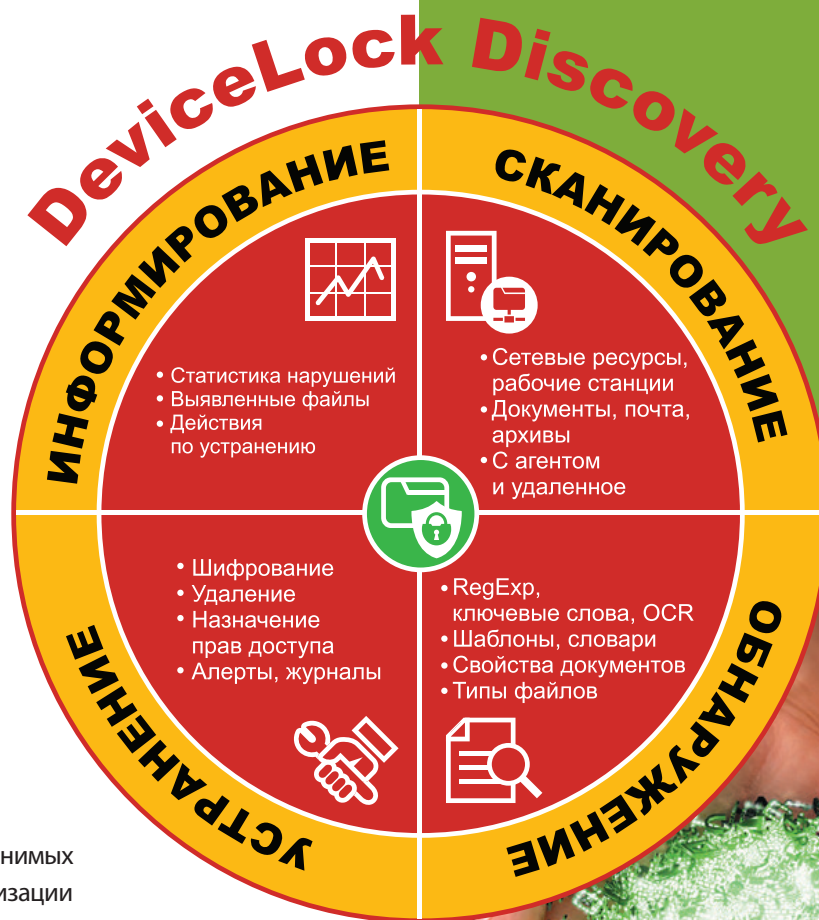 DeviceLock Discovery
ИНФОРМИРОВАНИЕ
• Статистика нарушений
• Выявленные файлы
• Действия
по устранению
СКАНИРОВАНИЕ
• Сетевые ресурсы,
рабочие станции
• Документы, почта,
архивы
• С агентом
и удаленное
УСТРАНЕНИЕ
• Шифрование
• Удаление
• Назначение
прав доступа
• Алерты, журналы
ОБНАРУЖЕНИЕ
• RegExp,
ключевые слова, OCR
• Шаблоны, словари
• Свойства документов
• Типы файлов
нимых
изации